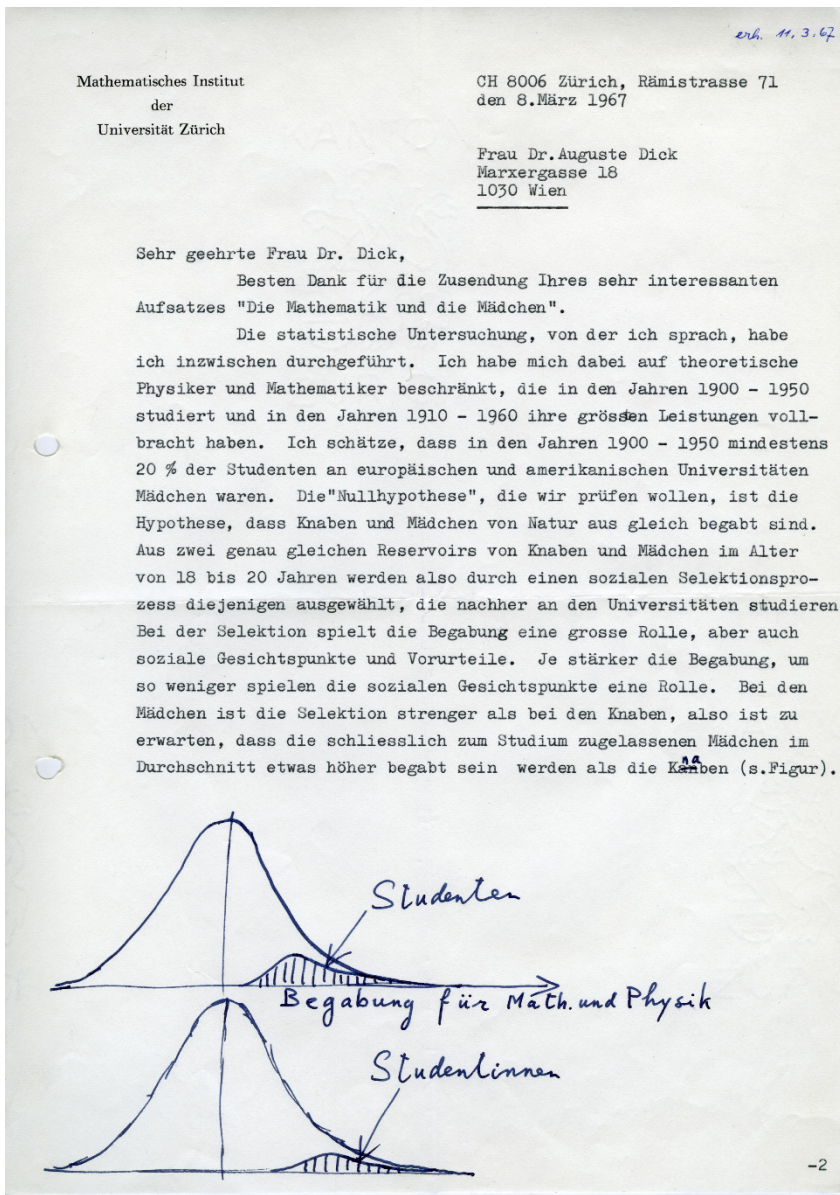 erh. 11.3.67
Mathematisches Institut
der
Universität Zürich
CH 8006 Zürich, Rämistrasse 71
den 8.März 1967
Frau Dr.Auguste Dick
Marxergasse 18
1030 Wien
Sehr geehrte Frau Dr. Dick,
Besten Dank für die Zusendung Ihres sehr interessanten
Aufsatzes "Die Mathematik und die Mädchen".
Die statistische Untersuchung, von der ich sprach, habe
ich inzwischen durchgeführt. Ich habe mich dabei auf theoretische
Physiker und Mathematiker beschränkt, die in den Jahren 1900 - 1950
studiert und in den Jahren 1910 - 1960 ihre grössten Leistungen voll-
bracht haben. Ich schätze, dass in den Jahren 1900 - 1950 mindestens
20 % der Studenten an europäischen und amerikanischen Universitäten
Mädchen waren. Die"Nullhypothese", die wir prüfen wollen, ist die
Hypothese, dass Knaben und Mädchen von Natur aus gleich begabt sind.
Aus zwei genau gleichen Reservoirs von Knaben und Mädchen im Alter
von 18 bis 20 Jahren werden also durch einen sozialen Selektionspro-
zess diejenigen ausgewählt, die nachher an den Universitäten studieren
Bei der Selektion spielt die Begabung eine grosse Rolle, aber auch
soziale Gesichtspunkte und Vorurteile. Je stärker die Begabung, um
so weniger spielen die sozialen Gesichtspunkte eine Rolle. Bei den
Mädchen ist die Selektion strenger als bei den Knaben, also ist zu
erwarten, dass die schliesslich zum Studium zugelassenen Mädchen im
Durchschnitt etwas höher begabt sein werden als die Knaben (s.Figur).
Studenten
Begabung für Math. und Physik
Studentinnen
-2